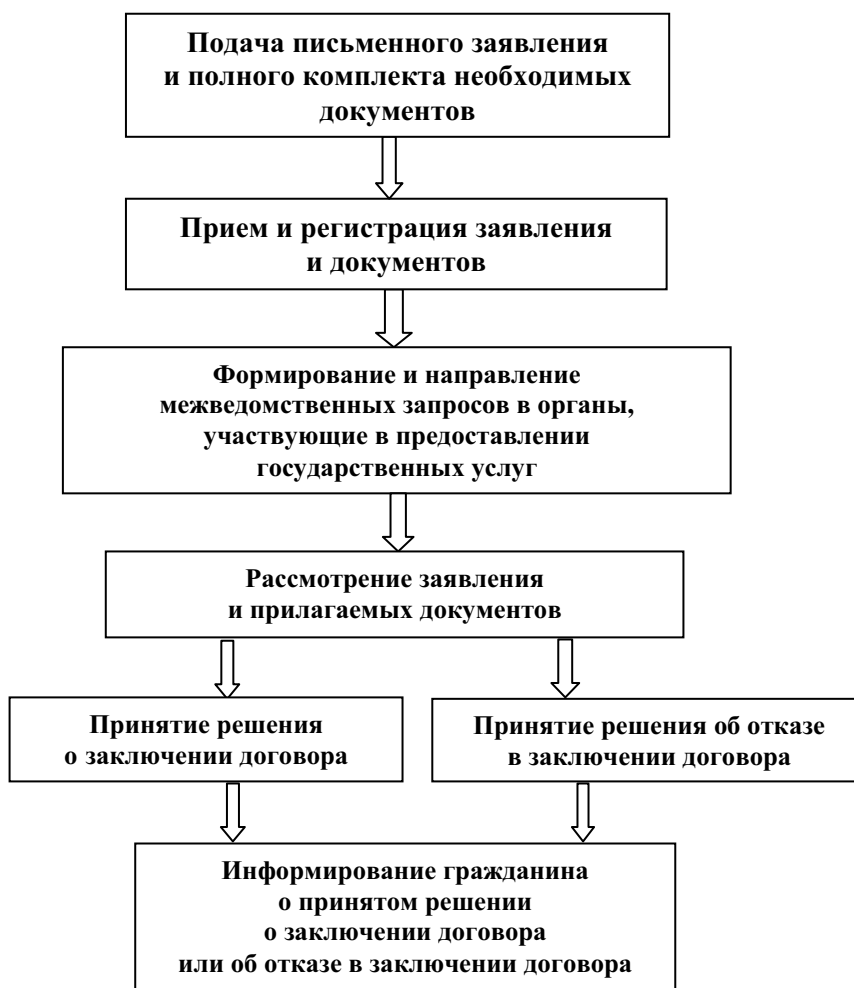 Подача письменного заявления
и полного комплекта необходимых
документов
Прием и регистрация заявления
и документов
Формирование и направление
межведомственных запросов в органы,
участвующие в предоставлении
государственных услуг
Рассмотрение заявления
и прилагаемых документов
Принятие решения
о заключении договора
Принятие решения об отказе
в заключении договора
Информирование гражданина
о принятом решении
о заключении договора
или об отказе в заключении договора